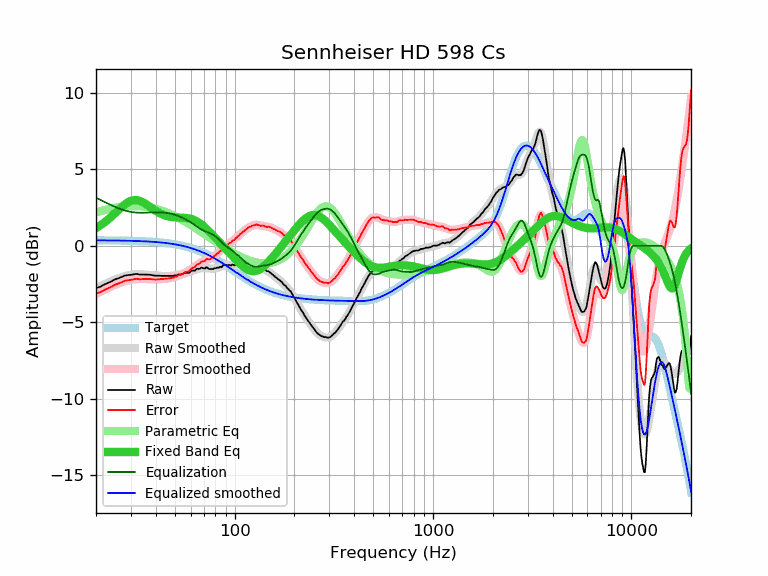 Sennheiser HD 598 Cs
Amplitude (dBr)
10
5
0
−5
−10
−15
Target
Raw Smoothed
Error Smoothed
Raw
Error
Parametric Eq
Fixed Band Eq
Equalization
Equalized smoothed
100
1000
10000
Frequency (Hz)